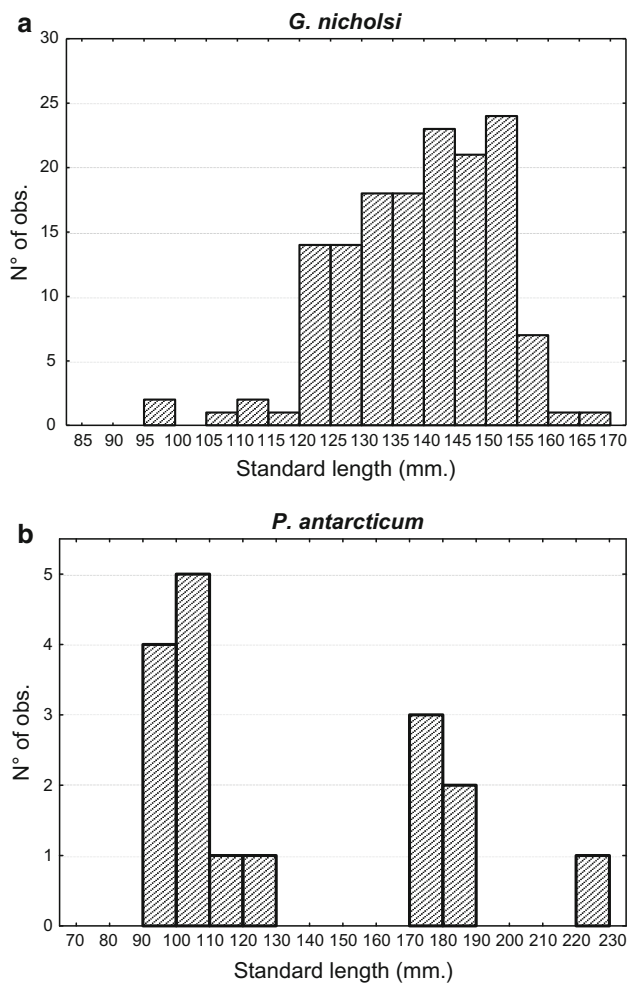 a
G. nicholsi
30
25
20
15
10
5
0
N° of obs.
85 90 95 100 105 110 115 120 125 130 135 140 145 150 155 160 165 170
Standard length (mm.)
b
P. antarcticum
5
4
3
2
1
0
N° of obs.
70 80 90 100 110 120 130 140 150 160 170 180 190 200 210 220 230
Standard length (mm.)